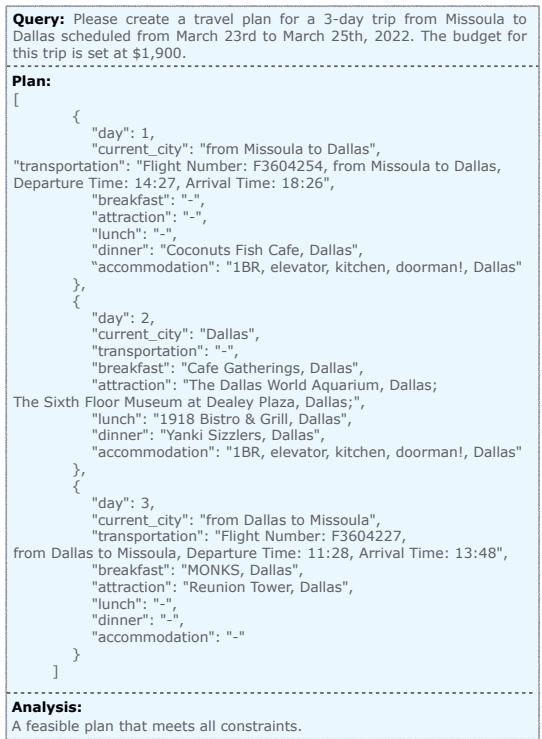 Query: Please create a travel plan for a 3-day trip from Missoula to
Dallas scheduled from March 23rd to March 25th, 2022. The budget for
this trip is set at $1,900.
Plan:
[
{
"day": 1,
"current_city": "from Missoula to Dallas",
"transportation": "Flight Number: F3604254, from Missoula to Dallas,
Departure Time: 14:27, Arrival Time: 18:26",
"breakfast": "-",
"attraction": "-",
"lunch": "-",
"dinner": "Coconuts Fish Cafe, Dallas",
“accommodation": "1BR, elevator, kitchen, doorman!, Dallas"
},
{
"day": 2,
"current_city": "Dallas",
"transportation": "-",
"breakfast": "Cafe Gatherings, Dallas",
"attraction": "The Dallas World Aquarium, Dallas;
The Sixth Floor Museum at Dealey Plaza, Dallas;",
"lunch": "1918 Bistro & Grill, Dallas",
"dinner": "Yanki Sizzlers, Dallas",
"accommodation": "1BR, elevator, kitchen, doorman!, Dallas"
},
{
"day": 3,
"current_city": "from Dallas to Missoula",
"transportation": "Flight Number: F3604227,
from Dallas to Missoula, Departure Time: 11:28, Arrival Time: 13:48",
"breakfast": "MONKS, Dallas",
"attraction": "Reunion Tower, Dallas",
"lunch": "-",
"dinner": "-",
"accommodation": "-"
}
]
Analysis:
A feasible plan that meets all constraints.